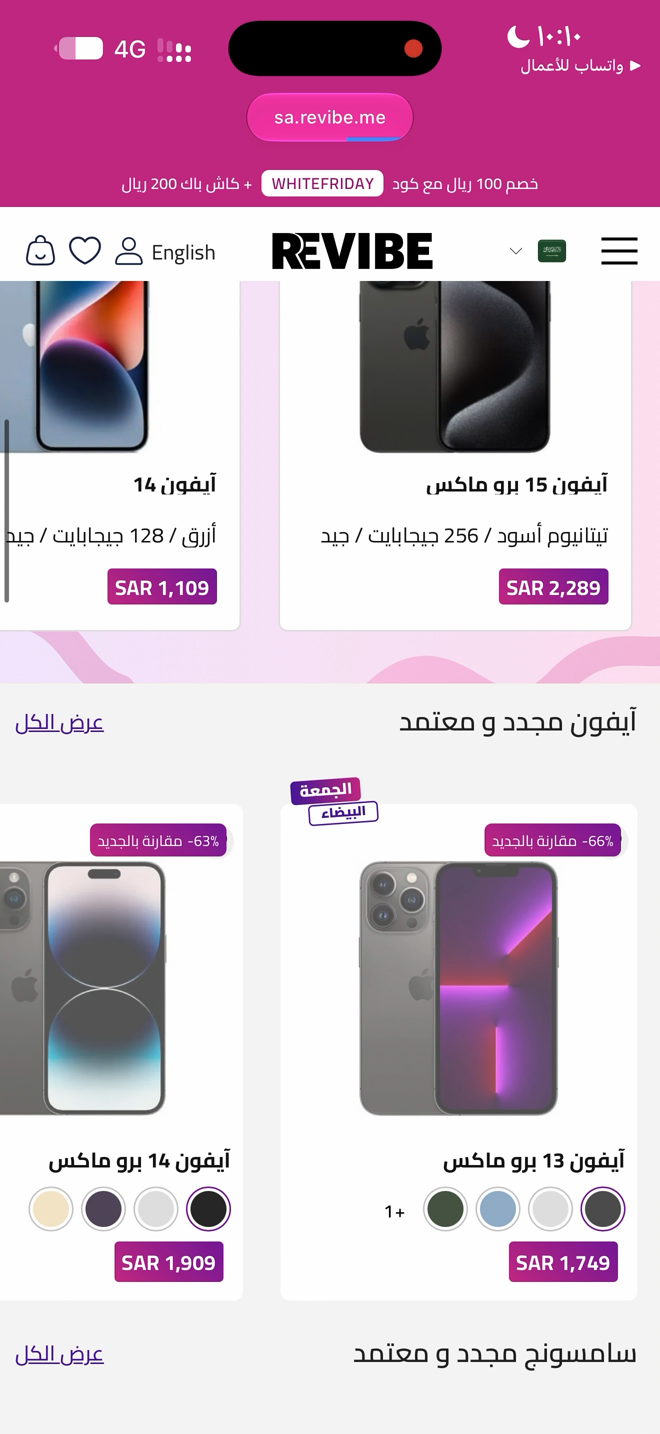 ١٠:١٠
4G
◀ واتساب للأعمال
sa.revibe.me
خصم 100 ريال مع كود WHITEFRIDAY + كاش باك 200 ريال
REVIBE
English
آيفون 15 برو ماكس
تيتانيوم أسود / 256 جيجابايت / جيد
SAR 2,289
آيفون 14
أزرق / 128 جيجابايت / جيد
SAR 1,109
آيفون مجدد و معتمد
عرض الكل
الجمعة
البيضاء
-66% مقارنة بالجديد
آيفون 13 برو ماكس
+1
SAR 1,749
-63% مقارنة بالجديد
آيفون 14 برو ماكس
SAR 1,909
سامسونج مجدد و معتمد
عرض الكل